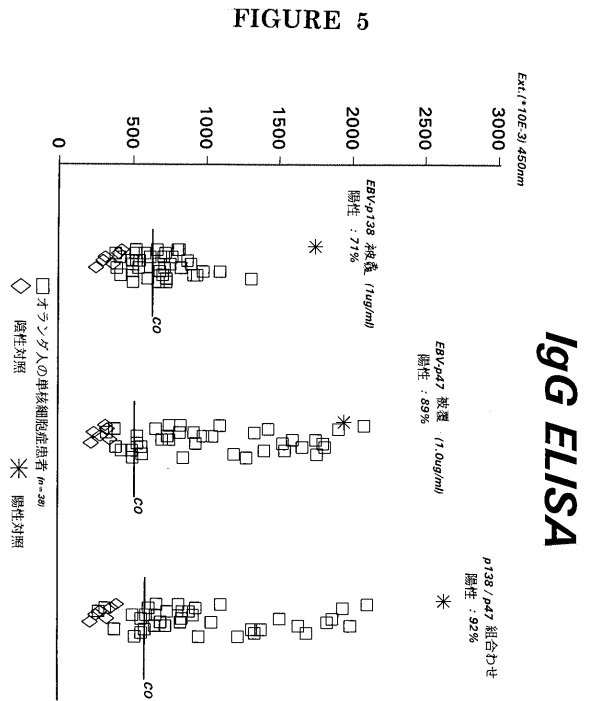 FIGURE 5
IgG ELISA
Ext.(*10E-3) 450nm
3000
2500
2000
1500
1000
500
0
EBV-p138 被覆 (1ug/ml)
陽性 : 71%
EBV-p47 被覆 (1.0ug/ml)
陽性 : 89%
p138 / p47 組合わせ
陽性 : 92%
CO
CO
CO
オランダ人の単核細胞症患者 (n = 38)
陰性対照
陽性対照